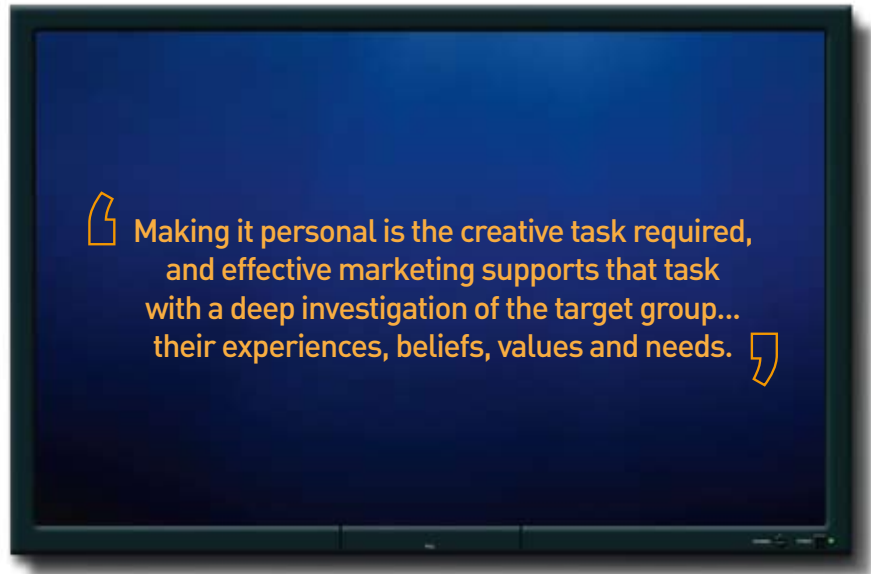 ‘ Making it personal is the creative task required,
and effective marketing supports that task
with a deep investigation of the target group...
their experiences, beliefs, values and needs. ’